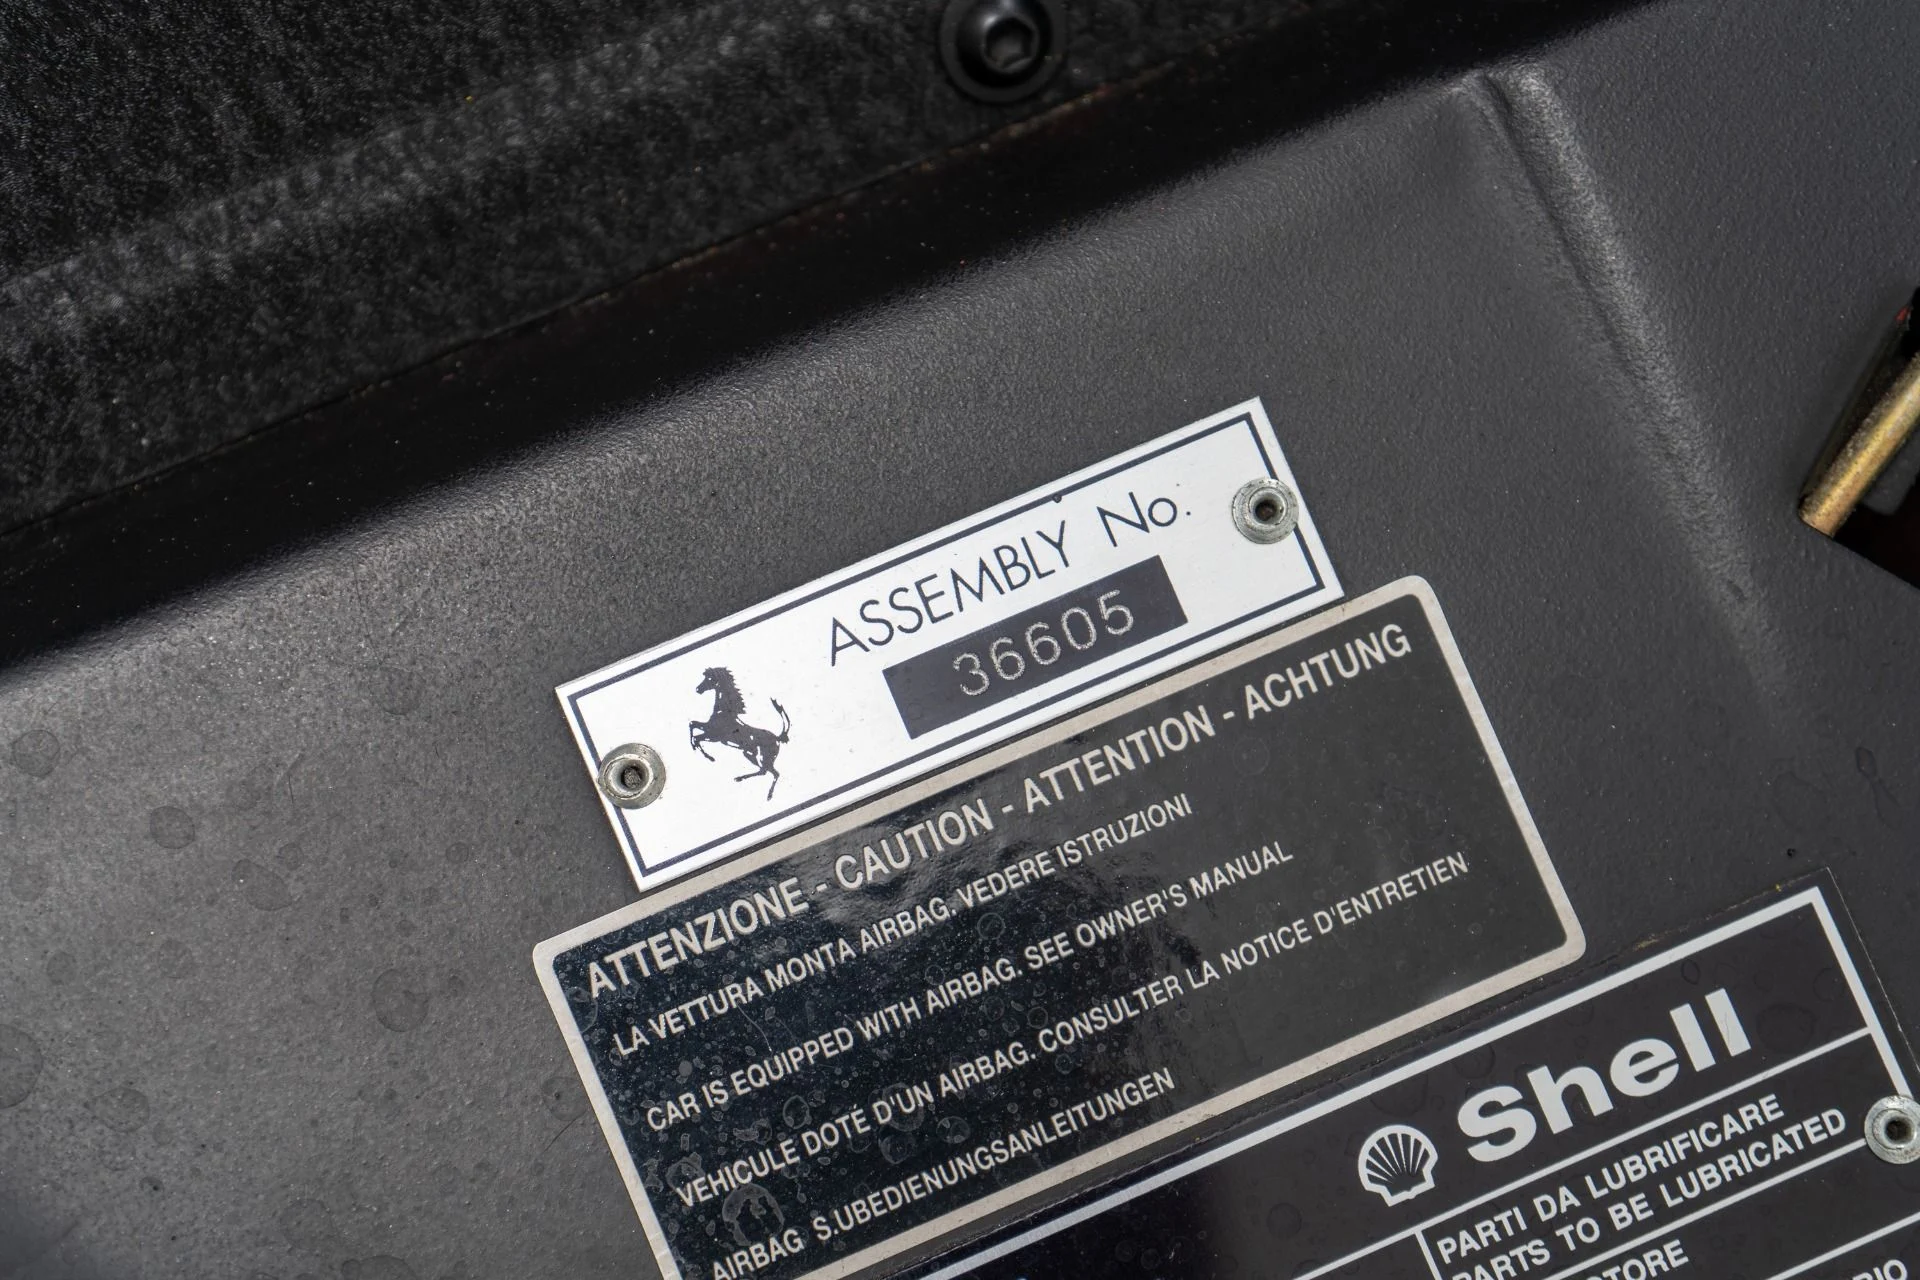 ASSEMBLY No.
36605
ATTENZIONE - CAUTION - ATTENTION - ACHTUNG
LA VETTURA MONTA AIRBAG. VEDERE ISTRUZIONI
CAR IS EQUIPPED WITH AIRBAG. SEE OWNER'S MANUAL
VEHICULE DOTÉ D'UN AIRBAG. CONSULTER LA NOTICE D'ENTRETIEN
AIRBAG S.UBEDIENUNGSANLEITUNGEN
Shell
PARTI DA LUBRIFICARE
PARTS TO BE LUBRICATED